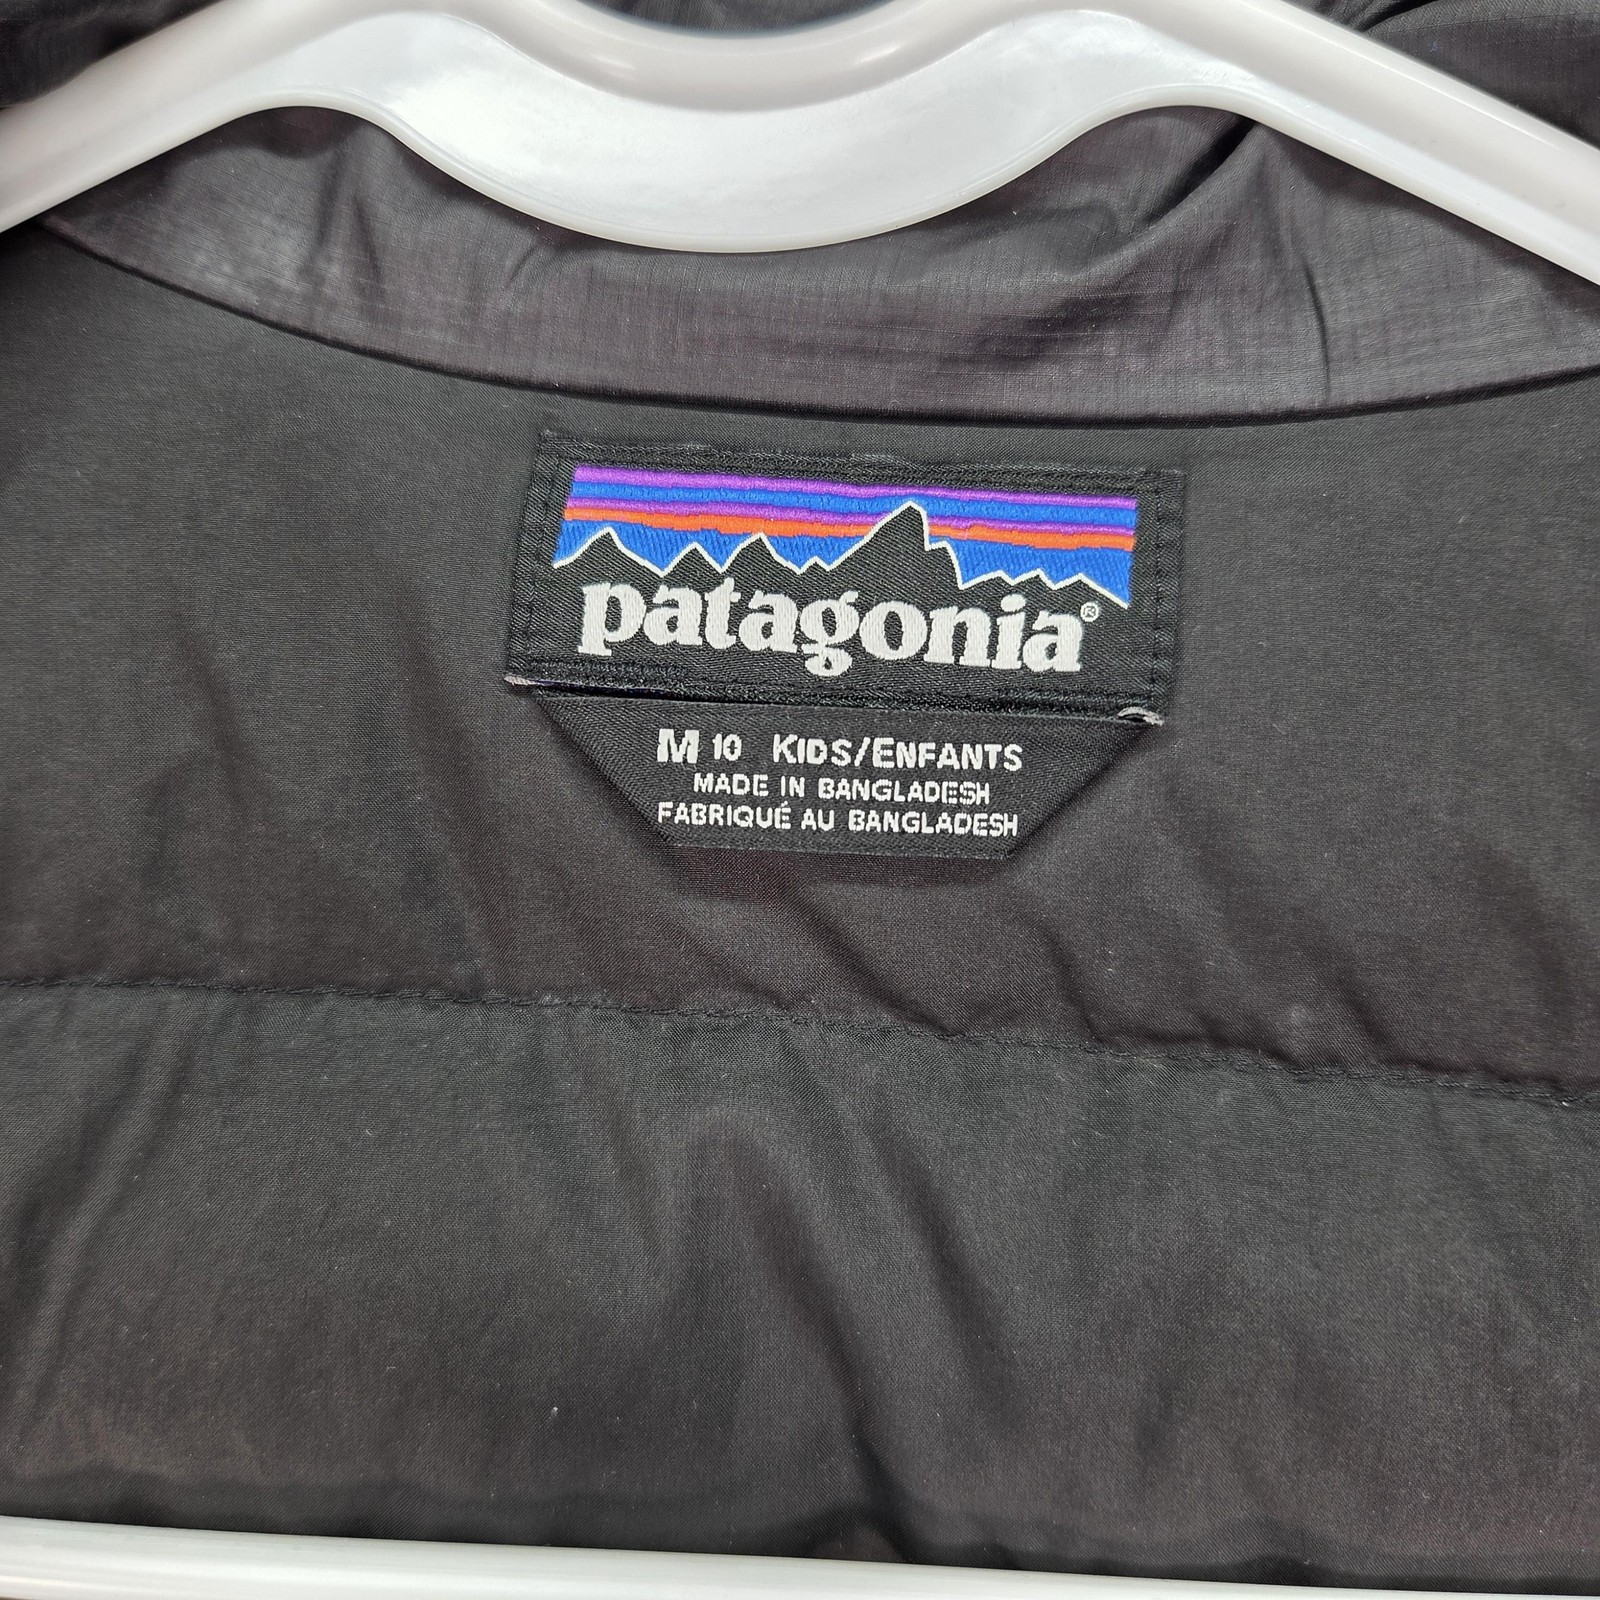 patagonia®
M 10 KIDS/ENFANTS
MADE IN BANGLADESH
FABRIQUÉ AU BANGLADESH